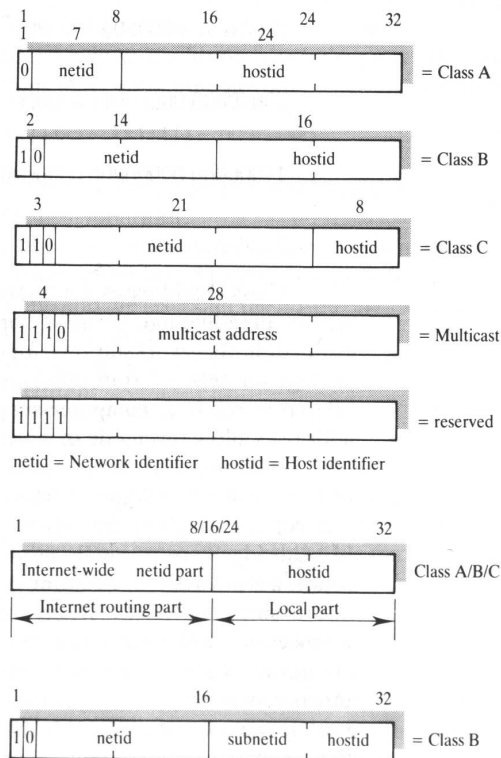 1 8 16 24 32
1 7 24
0 netid hostid = Class A
2 14 16
1 0 netid hostid = Class B
3 21 8
1 1 0 netid hostid = Class C
4 28
1 1 1 0 multicast address = Multicast
1 1 1 1 = reserved
netid = Network identifier hostid = Host identifier
1 8/16/24 32
Internet-wide netid part hostid Class A/B/C
Internet routing part Local part
1 16 32
1 0 netid subnetid hostid = Class B